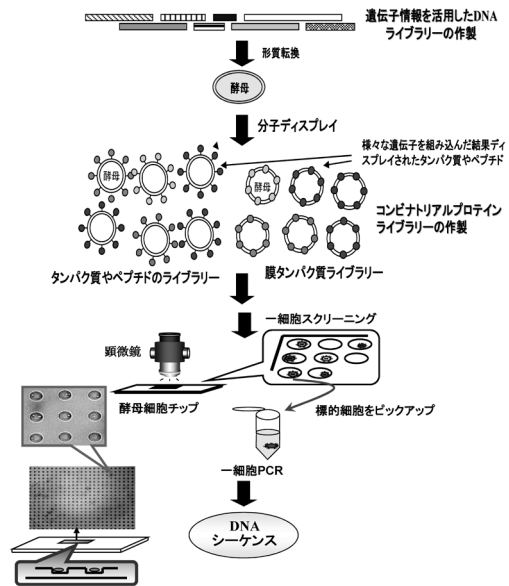 遺伝子情報を活用したDNA
ライブラリーの作製
形質転換
酵母
分子ディスプレイ
様々な遺伝子を組み込んだ結果ディ
スプレイされたタンパク質やペプチド
酵母
酵母
コンビナトリアルプロテイン
ライブラリーの作製
タンパク質やペプチドのライブラリー
膜タンパク質ライブラリー
一細胞スクリーニング
顕微鏡
酵母細胞チップ
標的細胞をピックアップ
一細胞PCR
DNA
シーケンス